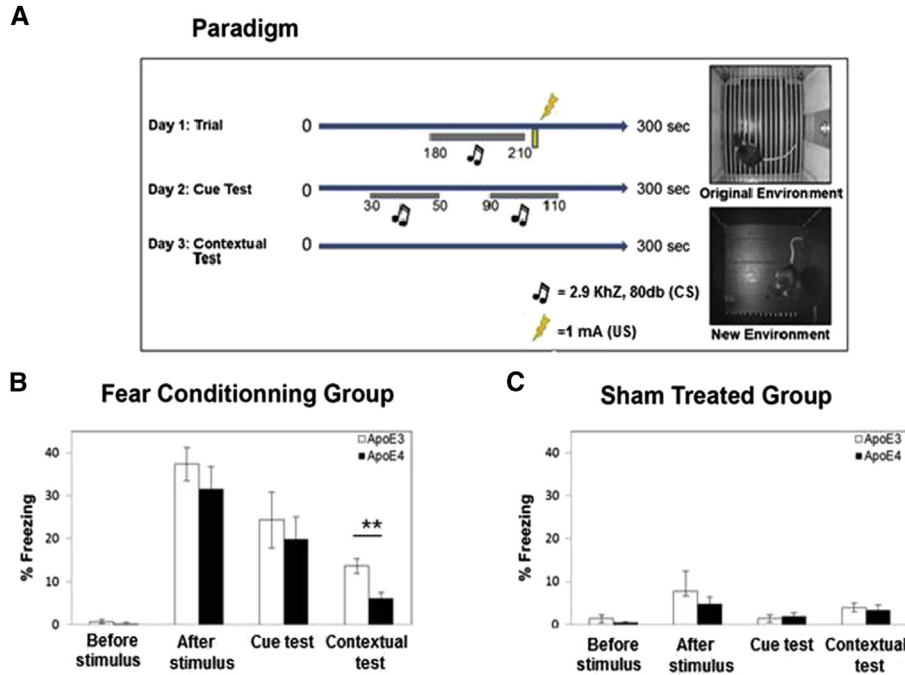 A
Paradigm
Day 1: Trial
0
300 sec
180
210
Original Environment
Day 2: Cue Test
0
300 sec
30
50
90
110
Day 3: Contextual
Test
0
300 sec
= 2.9 KhZ, 80db (CS)
=1 mA (US)
New Environment
B
Fear Conditionning Group
ApoE3
ApoE4
% Freezing
40
30
20
10
0
**
Before
stimulus
After
stimulus
Cue test
Contextual
test
C
Sham Treated Group
ApoE3
ApoE4
% Freezing
40
30
20
10
0
Before
stimulus
After
stimulus
Cue test
Contextual
test